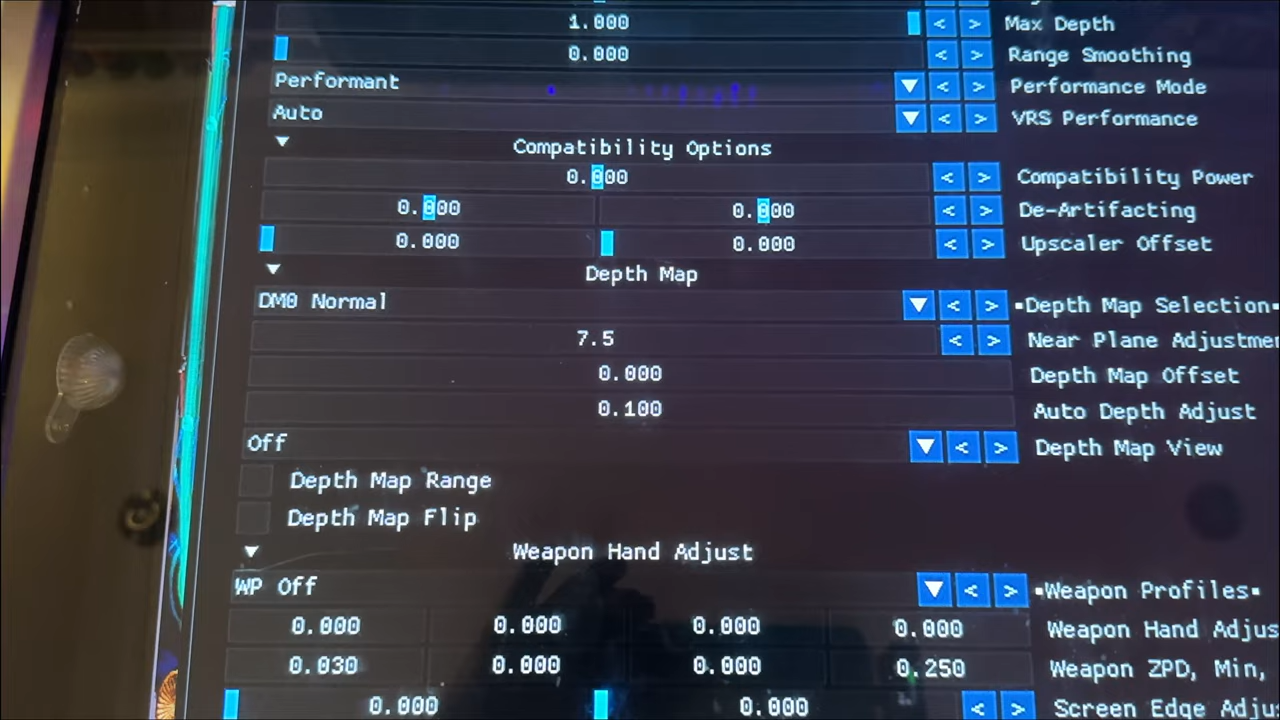 1.000 < > Max Depth
0.000 < > Range Smoothing
Performant < > Performance Mode
Auto < > VRS Performance
Compatibility Options
0.000 < > Compatibility Power
0.000 0.000 < > De-Artifacting
0.000 0.000 < > Upscaler Offset
Depth Map
DM0 Normal < > ▪Depth Map Selection▪
7.5 < > Near Plane Adjustme
0.000 Depth Map Offset
0.100 Auto Depth Adjust
Off < > Depth Map View
Depth Map Range
Depth Map Flip
Weapon Hand Adjust
WP Off < > ▪Weapon Profiles▪
0.000 0.000 0.000 0.000 Weapon Hand Adjus
0.030 0.000 0.000 0.250 Weapon ZPD, Min,
0.000 0.000 < > Screen Edge Adju